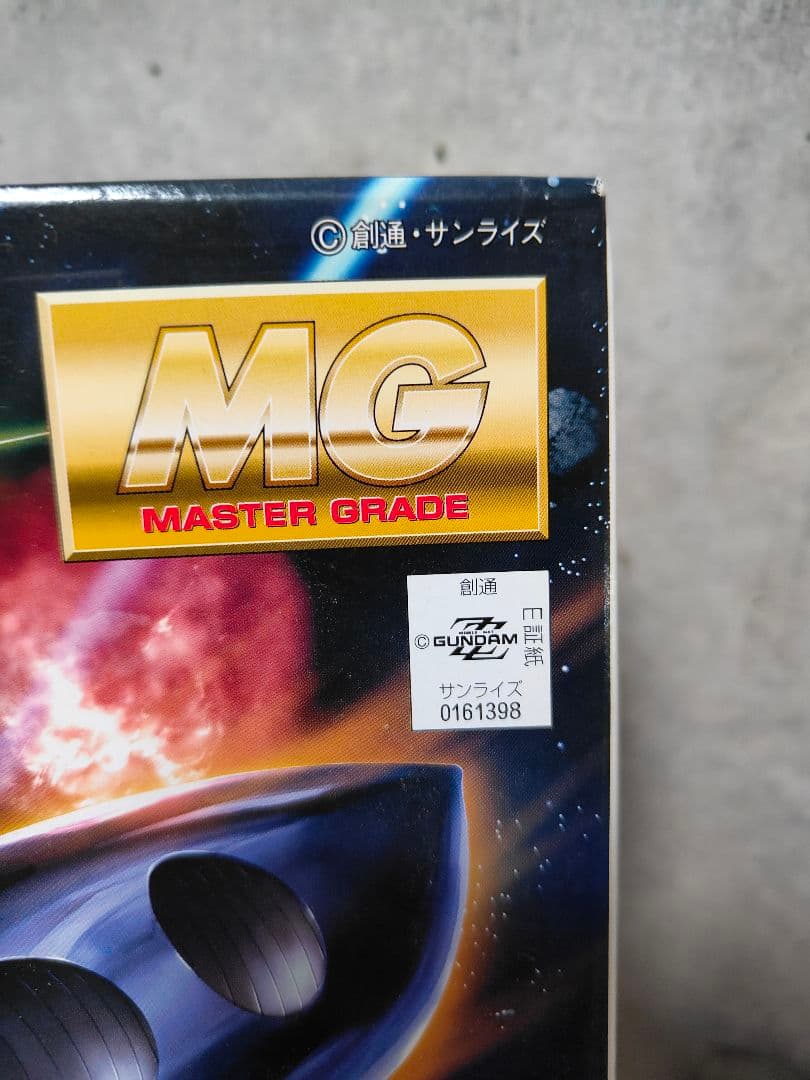 ©創通・サンライズ
MG
MASTER GRADE
創通
E証紙
© GUNDAM ZZ
サンライズ
0161398